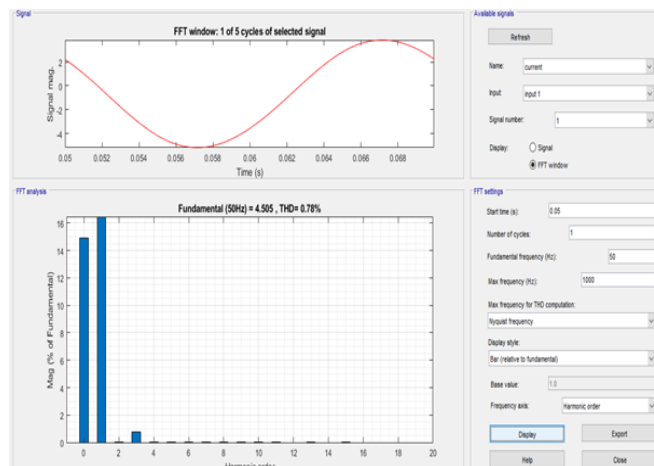 Signal
FFT window: 1 of 5 cycles of selected signal
Signal mag.
2
0
-2
-4
0.05 0.052 0.054 0.056 0.058 0.06 0.062 0.064 0.066 0.068
Time (s)
FFT analysis
Fundamental (50Hz) = 4.505 , THD= 0.78%
Mag (% of Fundamental)
16
14
12
10
8
6
4
2
0
0 2 4 6 8 10 12 14 16 18 20
Harmonic order
Available signals
Refresh
Name: current
Input: input 1
Signal number: 1
Display: Signal
FFT window
FFT settings
Start time (s): 0.05
Number of cycles: 1
Fundamental frequency (Hz): 50
Max frequency (Hz): 1000
Max frequency for THD computation:
Nyquist frequency
Display style:
Bar (relative to fundamental)
Base value: 1.0
Frequency axis: Harmonic order
Display Export
Help Close